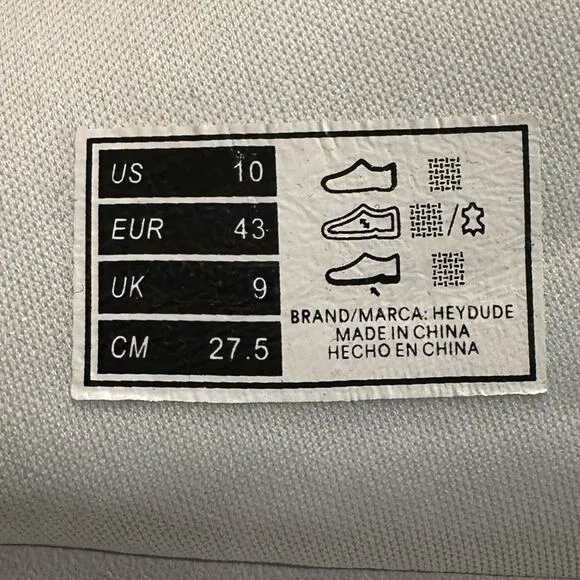 US 10
EUR 43
UK 9
CM 27.5
/
BRAND/MARCA: HEYDUDE
MADE IN CHINA
HECHO EN CHINA